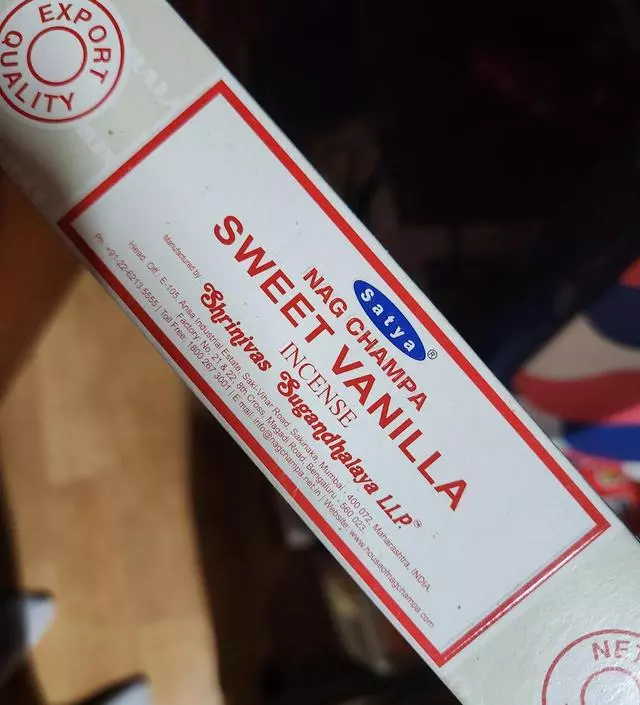 EXPORT
QUALITY
Satya®
NAG CHAMPA
SWEET VANILLA
INCENSE
Manufactured by:
Shrinivas Sugandhalaya LLP.™
Head. Off.: E-105, Ansa Industrial Estate, Saki-Vihar Road, Sakinaka, Mumbai - 400 072, Maharashtra, INDIA.
Factory: No. 21 & 22, 8th Cross, Magadi Road, Bengaluru - 560 023.
Ph: +91-22-6213 5555 | Toll Free: 1800 267 3001 | E mail: info@nagchampa.net.in | Website: www.houseofnagchampa.com
NET